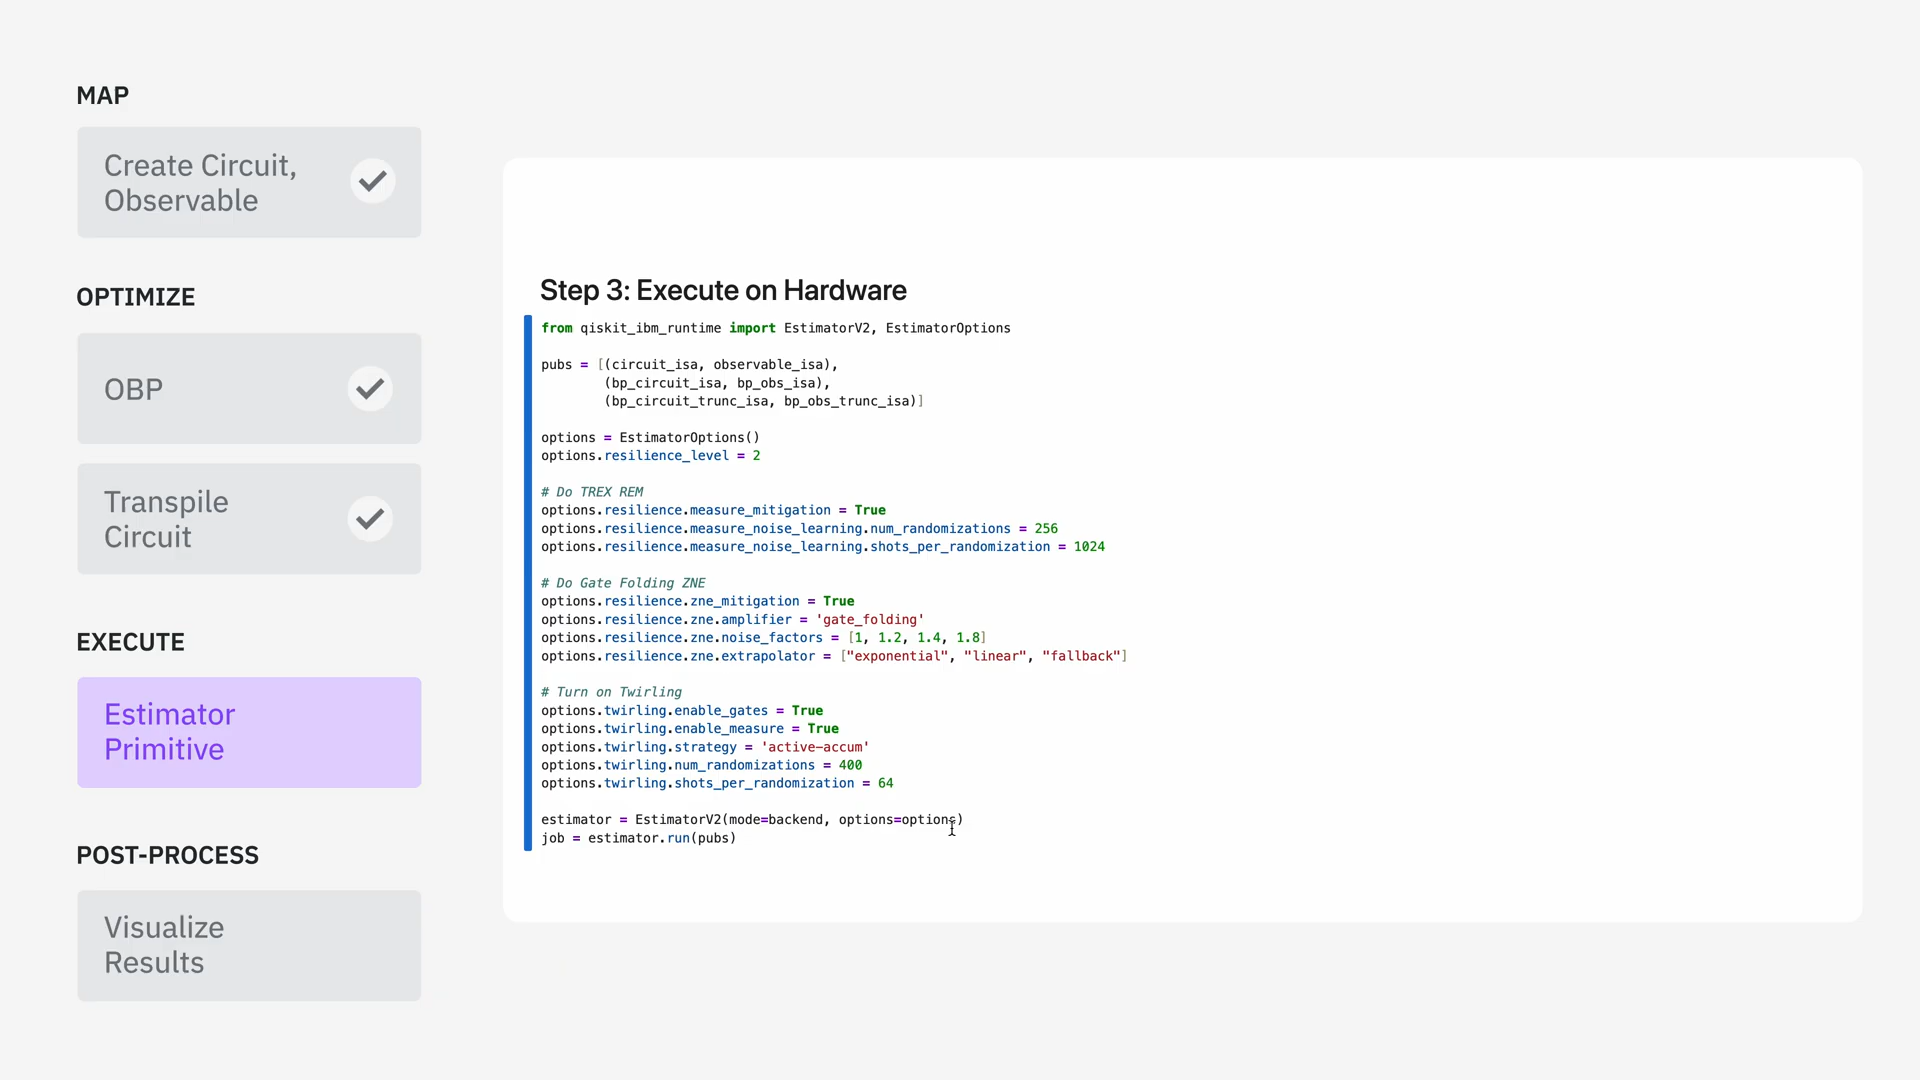 MAP
Create Circuit,
Observable
OPTIMIZE
OBP
Transpile
Circuit
EXECUTE
Estimator
Primitive
POST-PROCESS
Visualize
Results
Step 3: Execute on Hardware
from qiskit_ibm_runtime import EstimatorV2, EstimatorOptions
pubs = [(circuit_isa, observable_isa),
(bp_circuit_isa, bp_obs_isa),
(bp_circuit_trunc_isa, bp_obs_trunc_isa)]
options = EstimatorOptions()
options.resilience_level = 2
# Do TREX REM
options.resilience.measure_mitigation = True
options.resilience.measure_noise_learning.num_randomizations = 256
options.resilience.measure_noise_learning.shots_per_randomization = 1024
# Do Gate Folding ZNE
options.resilience.zne_mitigation = True
options.resilience.zne.amplifier = 'gate_folding'
options.resilience.zne.noise_factors = [1, 1.2, 1.4, 1.8]
options.resilience.zne.extrapolator = ["exponential", "linear", "fallback"]
# Turn on Twirling
options.twirling.enable_gates = True
options.twirling.enable_measure = True
options.twirling.strategy = 'active-accum'
options.twirling.num_randomizations = 400
options.twirling.shots_per_randomization = 64
estimator = EstimatorV2(mode=backend, options=options)
job = estimator.run(pubs)